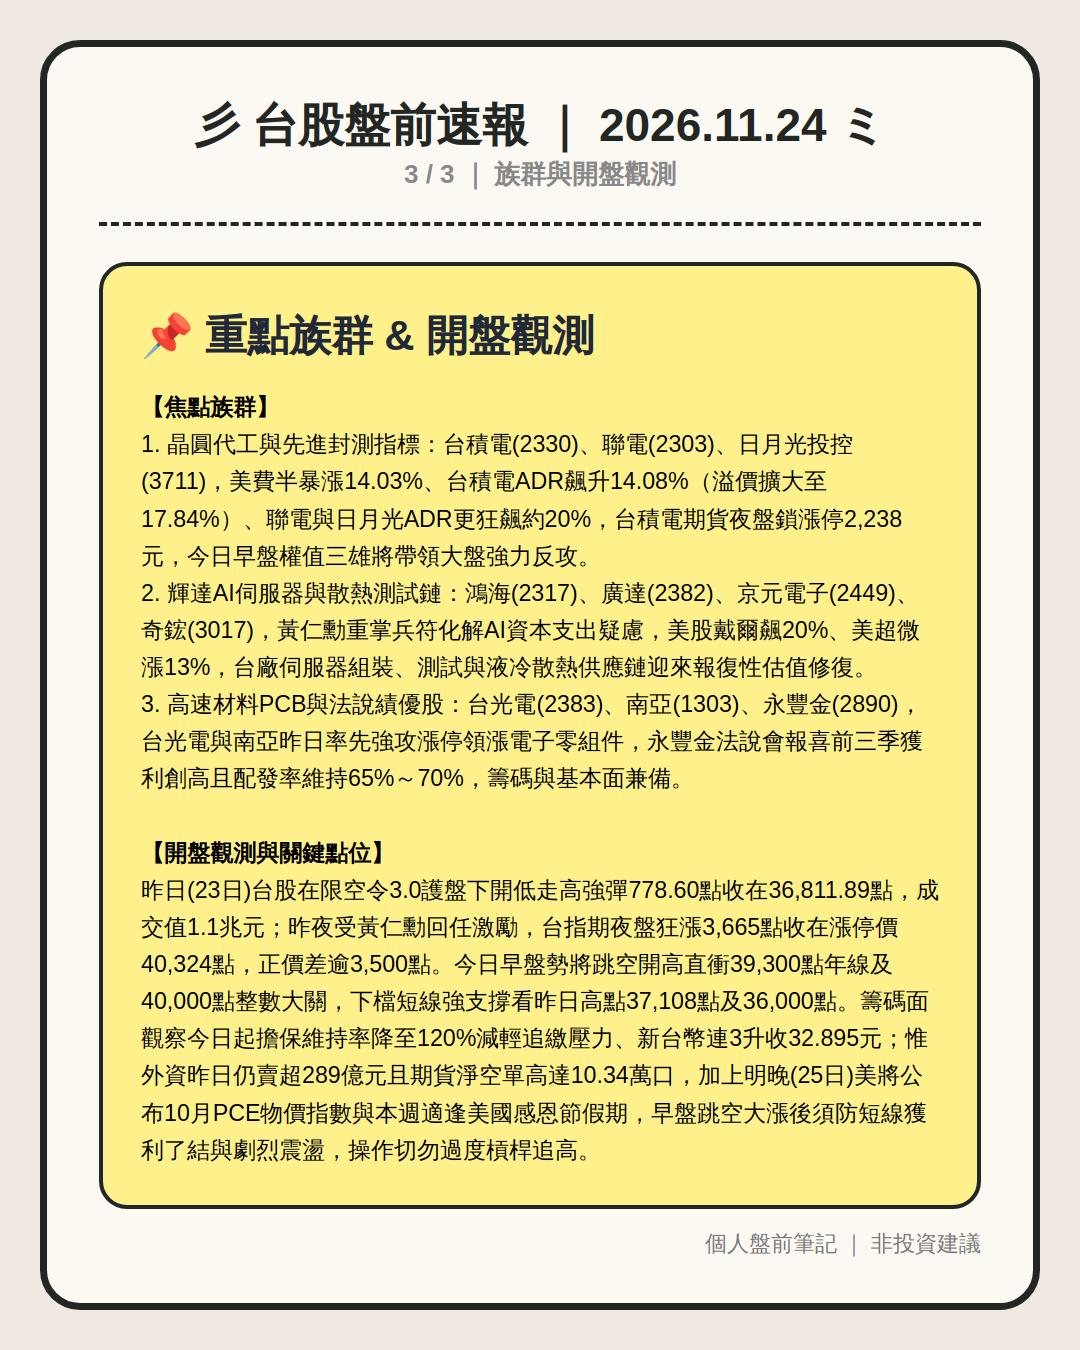 彡 台股盤前速報 ｜ 2026.11.24 ミ
3 / 3 ｜ 族群與開盤觀測
📌 重點族群 & 開盤觀測
【焦點族群】
1. 晶圓代工與先進封測指標：台積電(2330)、聯電(2303)、日月光投控
(3711)，美費半暴漲14.03%、台積電ADR飆升14.08%（溢價擴大至
17.84%）、聯電與日月光ADR更狂飆約20%，台積電期貨夜盤鎖漲停2,238
元，今日早盤權值三雄將帶領大盤強力反攻。
2. 輝達AI伺服器與散熱測試鏈：鴻海(2317)、廣達(2382)、京元電子(2449)、
奇鋐(3017)，黃仁勳重掌兵符化解AI資本支出疑慮，美股戴爾飆20%、美超微
漲13%，台廠伺服器組裝、測試與液冷散熱供應鏈迎來報復性估值修復。
3. 高速材料PCB與法說績優股：台光電(2383)、南亞(1303)、永豐金(2890)，
台光電與南亞昨日率先強攻漲停領漲電子零組件，永豐金法說會報喜前三季獲
利創高且配發率維持65%～70%，籌碼與基本面兼備。
【開盤觀測與關鍵點位】
昨日(23日)台股在限空令3.0護盤下開低走高強彈778.60點收在36,811.89點，成
交值1.1兆元；昨夜受黃仁勳回任激勵，台指期夜盤狂漲3,665點收在漲停價
40,324點，正價差逾3,500點。今日早盤勢將跳空開高直衝39,300點年線及
40,000點整數大關，下檔短線強支撐看昨日高點37,108點及36,000點。籌碼面
觀察今日起擔保維持率降至120%減輕追繳壓力、新台幣連3升收32.895元；惟
外資昨日仍賣超289億元且期貨淨空單高達10.34萬口，加上明晚(25日)美將公
布10月PCE物價指數與本週適逢美國感恩節假期，早盤跳空大漲後須防短線獲
利了結與劇烈震盪，操作切勿過度槓桿追高。
個人盤前筆記 ｜ 非投資建議